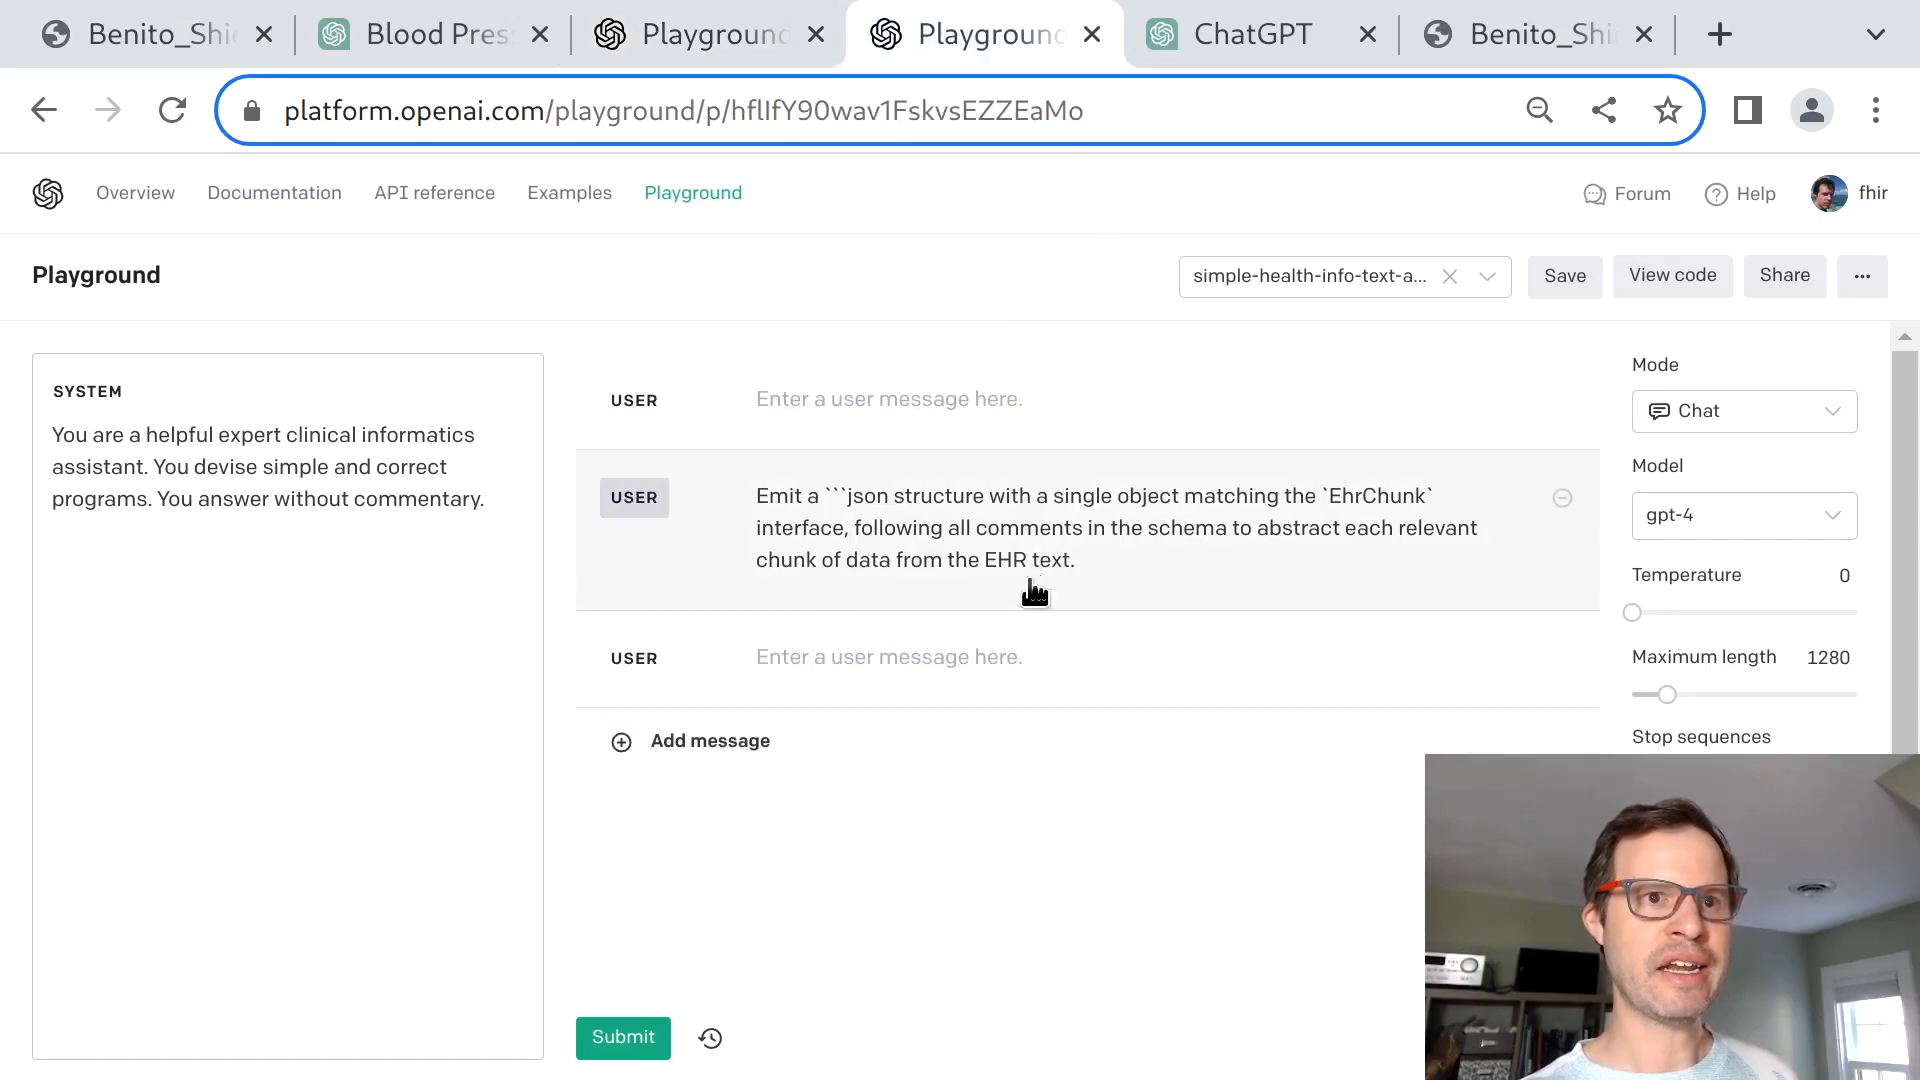 Benito_Shi
Blood Pres
Playground
Playground
ChatGPT
Benito_Shi
platform.openai.com/playground/p/hflIfY90wav1FskvsEZZEaMo
Overview
Documentation
API reference
Examples
Playground
Forum
Help
fhir
Playground
simple-health-info-text-a...
Save
View code
Share
...
SYSTEM
You are a helpful expert clinical informatics
assistant. You devise simple and correct
programs. You answer without commentary.
USER
Enter a user message here.
USER
Emit a ```json structure with a single object matching the `EhrChunk`
interface, following all comments in the schema to abstract each relevant
chunk of data from the EHR text.
USER
Enter a user message here.
Add message
Submit
Mode
Chat
Model
gpt-4
Temperature 0
Maximum length 1280
Stop sequences